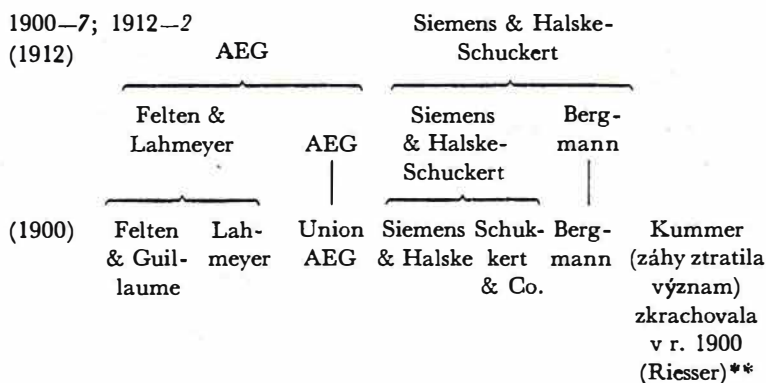 1900—7; 1912—2 Siemens & Halske-
(1912) AEG Schuckert
Felten & Siemens Berg-
Lahmeyer AEG & Halske- mann
Schuckert
(1900) Felten Lah- Union Siemens Schuk- Berg- Kummer
& Guil- meyer AEG & Halske kert mann (záhy ztratila
laume & Co. význam)
zkrachovala
v r. 1900
(Riesser)**